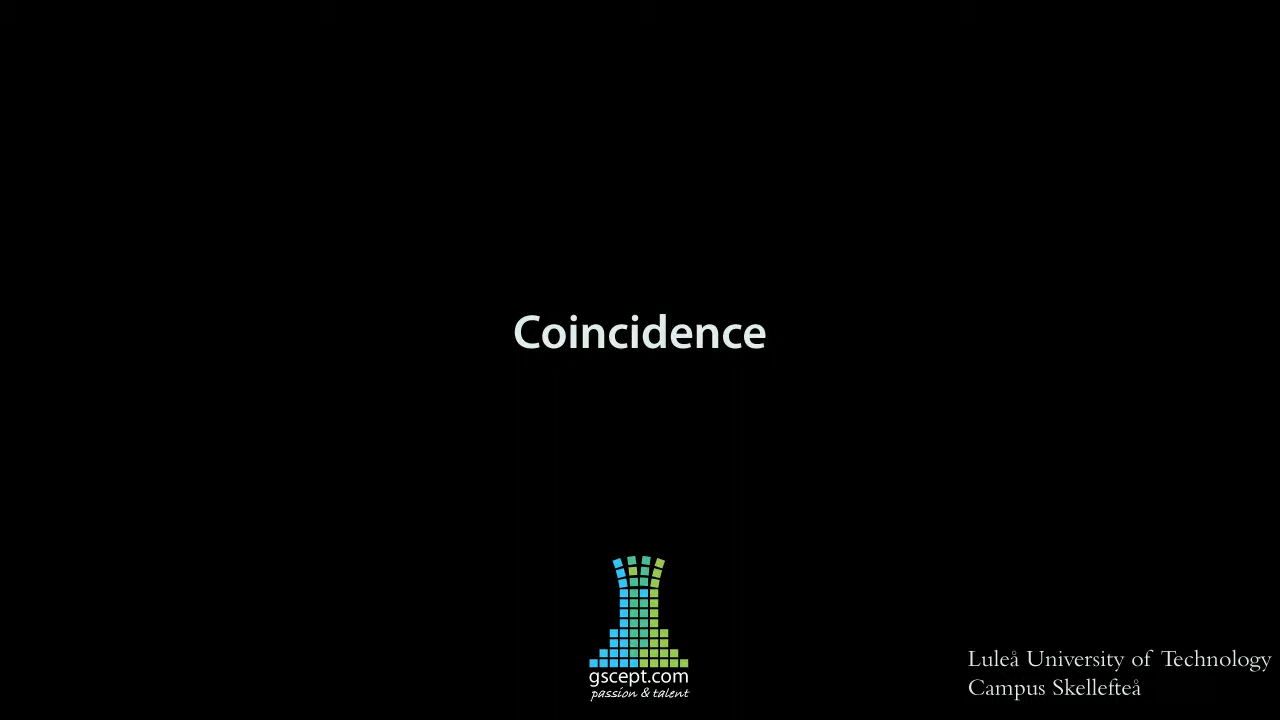 Coincidence
gscept.com
passion & talent
Luleå University of Technology
Campus Skellefteå